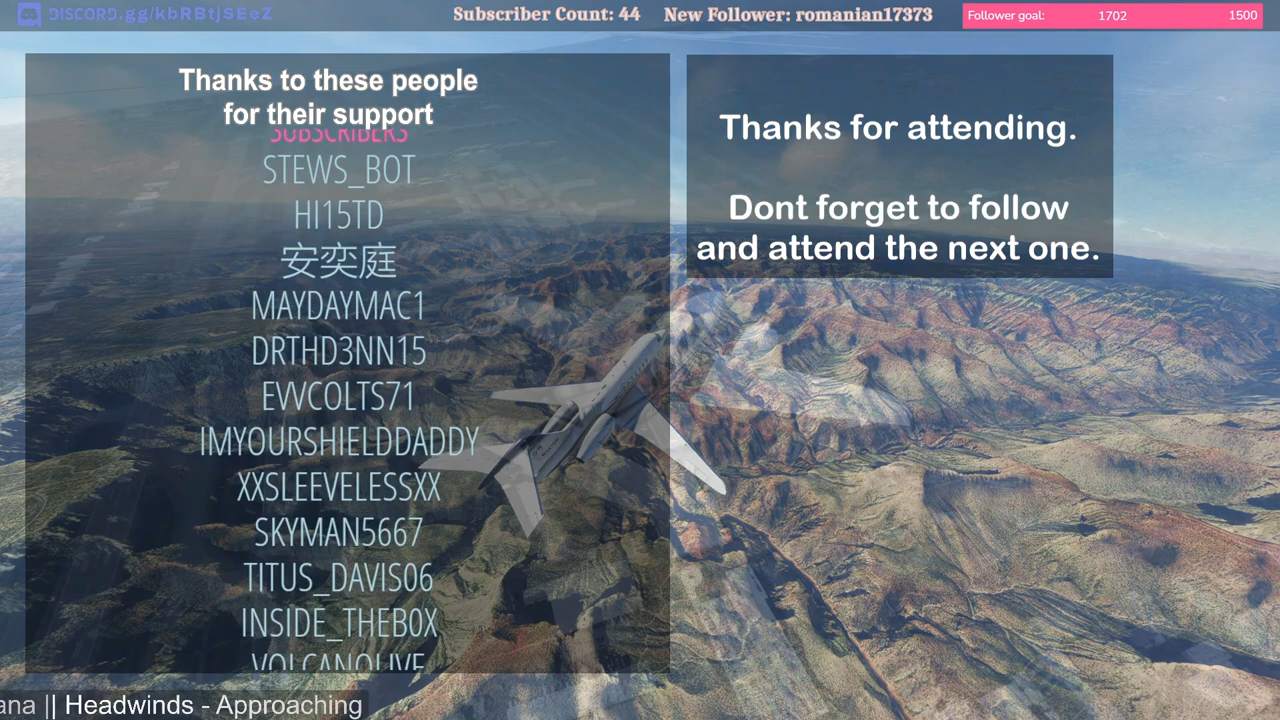 DISCORD.gg/kbRBtjSEeZ
Subscriber Count: 44
New Follower: romanian17373
Follower goal:
1702
1500
Thanks to these people
for their support
SUBSCRIBERS
STEWS_BOT
HI15TD
安奕庭
MAYDAYMAC1
DRTHD3NN15
EVVCOLTS71
IMYOURSHIELDDADDY
XXSLEEVELESSXX
SKYMAN5667
TITUS_DAVIS06
INSIDE_THEB0X
VOLCANOLIVE
Thanks for attending.
Dont forget to follow
and attend the next one.
ana || Headwinds - Approaching